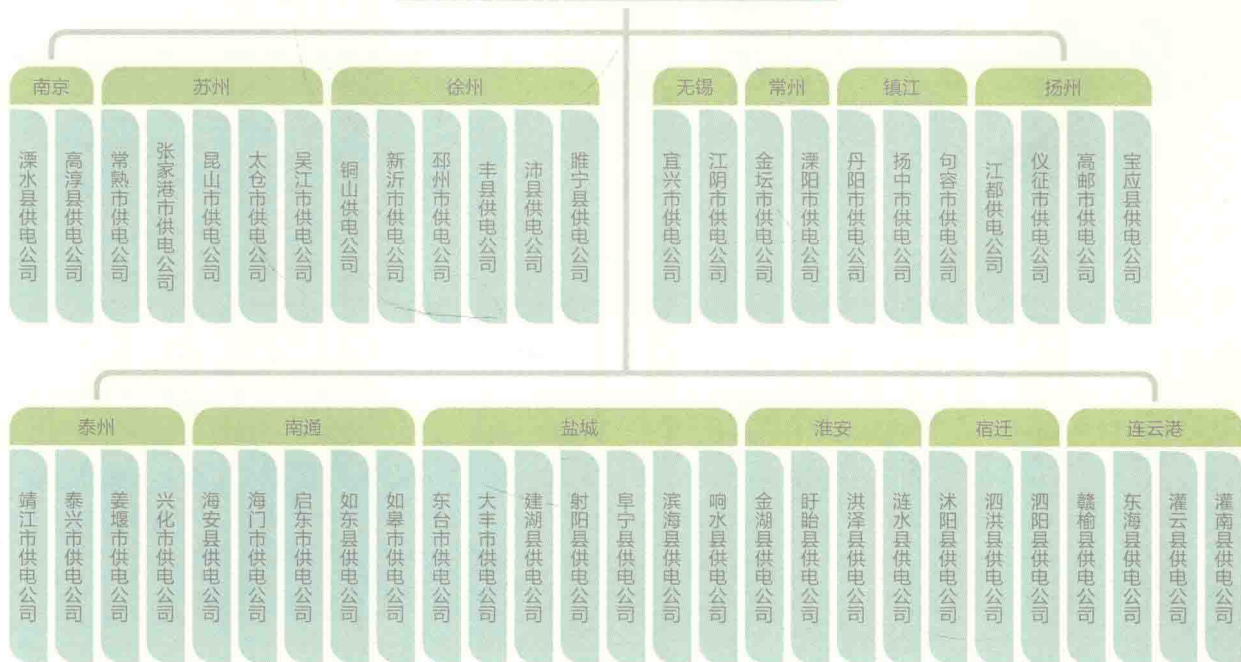 南京
苏州
徐州
无锡
常州
镇江
扬州
溧水县供电公司
高淳县供电公司
常熟市供电公司
张家港市供电公司
昆山市供电公司
太仓市供电公司
吴江市供电公司
铜山供电公司
新沂市供电公司
邳州市供电公司
丰县供电公司
沛县供电公司
睢宁县供电公司
宜兴市供电公司
江阴市供电公司
金坛市供电公司
溧阳市供电公司
丹阳市供电公司
扬中市供电公司
句容市供电公司
江都供电公司
仪征市供电公司
高邮市供电公司
宝应县供电公司
泰州
南通
盐城
淮安
宿迁
连云港
靖江市供电公司
泰兴市供电公司
姜堰市供电公司
兴化市供电公司
海安县供电公司
海门市供电公司
启东市供电公司
如东县供电公司
如皋市供电公司
东台市供电公司
大丰市供电公司
建湖县供电公司
射阳县供电公司
阜宁县供电公司
滨海县供电公司
响水县供电公司
金湖县供电公司
盱眙县供电公司
洪泽县供电公司
涟水县供电公司
沭阳县供电公司
泗洪县供电公司
泗阳县供电公司
赣榆县供电公司
东海县供电公司
灌云县供电公司
灌南县供电公司